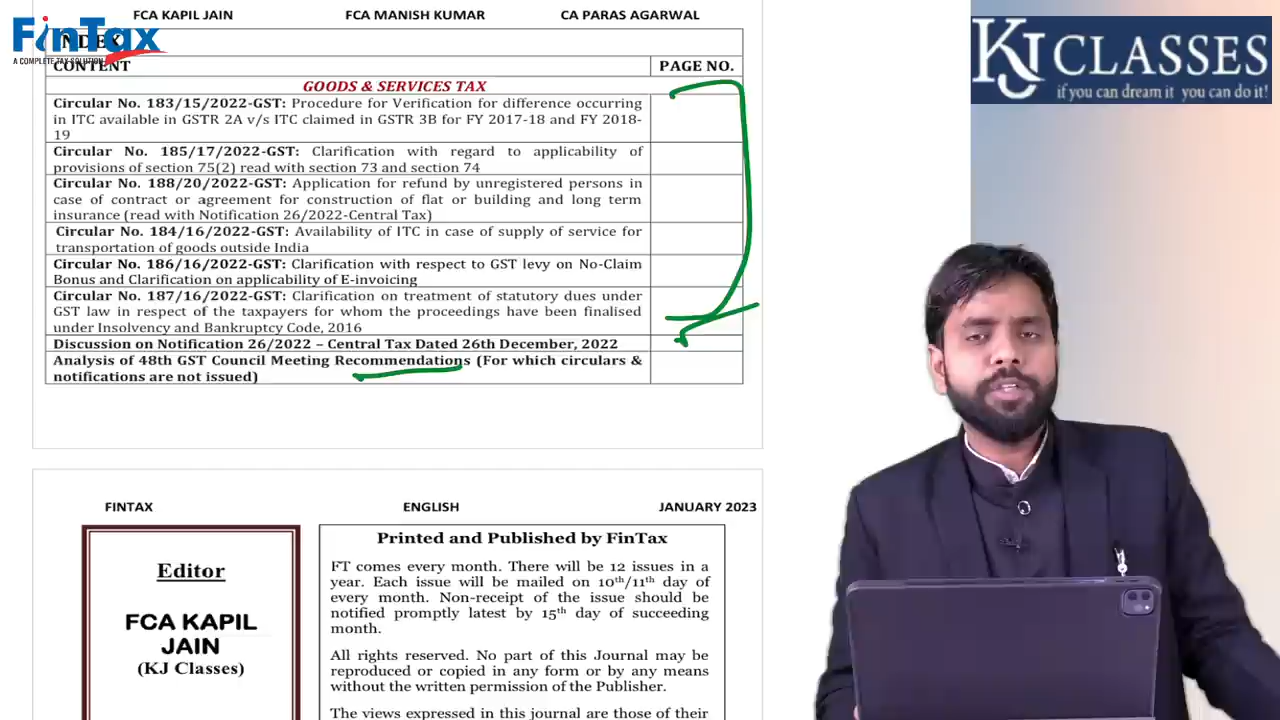 FCA KAPIL JAIN FCA MANISH KUMAR CA PARAS AGARWAL
FinTax
A COMPLETE TAX SOLUTION
INDEX
CONTENT PAGE NO.
GOODS & SERVICES TAX
Circular No. 183/15/2022-GST: Procedure for Verification for difference occurring
in ITC available in GSTR 2A v/s ITC claimed in GSTR 3B for FY 2017-18 and FY 2018-
19
Circular No. 185/17/2022-GST: Clarification with regard to applicability of
provisions of section 75(2) read with section 73 and section 74
Circular No. 188/20/2022-GST: Application for refund by unregistered persons in
case of contract or agreement for construction of flat or building and long term
insurance (read with Notification 26/2022-Central Tax)
Circular No. 184/16/2022-GST: Availability of ITC in case of supply of service for
transportation of goods outside India
Circular No. 186/16/2022-GST: Clarification with respect to GST levy on No-Claim
Bonus and Clarification on applicability of E-invoicing
Circular No. 187/16/2022-GST: Clarification on treatment of statutory dues under
GST law in respect of the taxpayers for whom the proceedings have been finalised
under Insolvency and Bankruptcy Code, 2016
Discussion on Notification 26/2022 – Central Tax Dated 26th December, 2022
Analysis of 48th GST Council Meeting Recommendations (For which circulars &
notifications are not issued)
KJ CLASSES
if you can dream it you can do it!
FINTAX ENGLISH JANUARY 2023
Editor
FCA KAPIL
JAIN
(KJ Classes)
Printed and Published by FinTax
FT comes every month. There will be 12 issues in a
year. Each issue will be mailed on 10th/11th day of
every month. Non-receipt of the issue should be
notified promptly latest by 15th day of succeeding
month.
All rights reserved. No part of this Journal may be
reproduced or copied in any form or by any means
without the written permission of the Publisher.
The views expressed in this journal are those of their